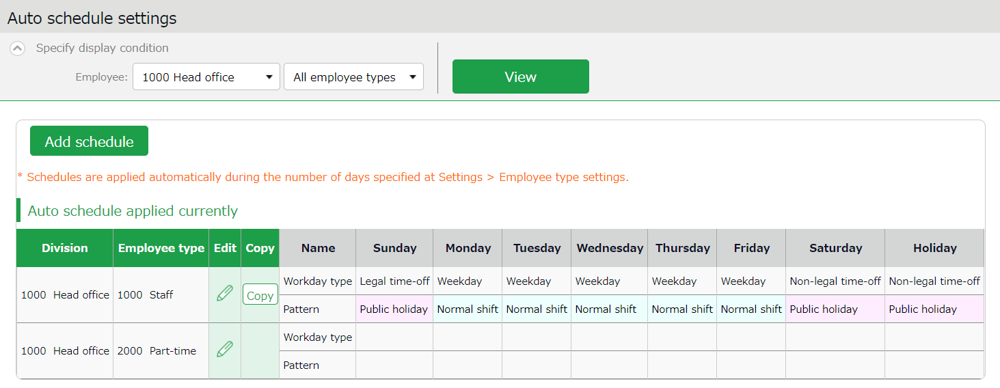 Auto schedule settings
Specify display condition
Employee: 1000 Head office All employee types View
Add schedule
* Schedules are applied automatically during the number of days specified at Settings > Employee type settings.
Auto schedule applied currently
Division Employee type Edit Copy Name Sunday Monday Tuesday Wednesday Thursday Friday Saturday Holiday
1000 Head office 1000 Staff Copy Workday type Legal time-off Weekday Weekday Weekday Weekday Weekday Non-legal time-off Non-legal time-off
Pattern Public holiday Normal shift Normal shift Normal shift Normal shift Normal shift Public holiday Public holiday
1000 Head office 2000 Part-time Workday type
Pattern